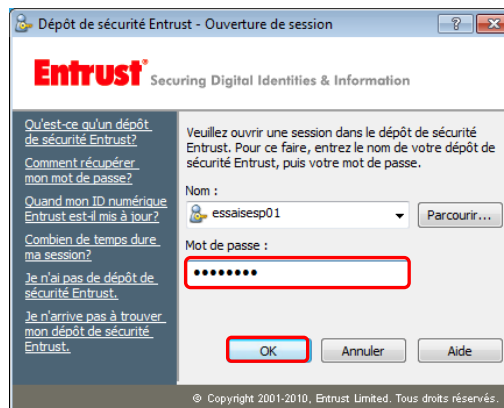 Dépôt de sécurité Entrust - Ouverture de session
Entrust® Securing Digital Identities & Information
Qu'est-ce qu'un dépôt
de sécurité Entrust?
Comment récupérer
mon mot de passe?
Quand mon ID numérique
Entrust est-il mis à jour?
Combien de temps dure
ma session?
Je n'ai pas de dépôt de
sécurité Entrust.
Je n'arrive pas à trouver
mon dépôt de sécurité
Entrust.
Veuillez ouvrir une session dans le dépôt de sécurité
Entrust. Pour ce faire, entrez le nom de votre dépôt de
sécurité Entrust, puis votre mot de passe.
Nom :
essaisesp01
Parcourir...
Mot de passe :
••••••••
OK
Annuler
Aide
© Copyright 2001-2010, Entrust Limited. Tous droits réservés.